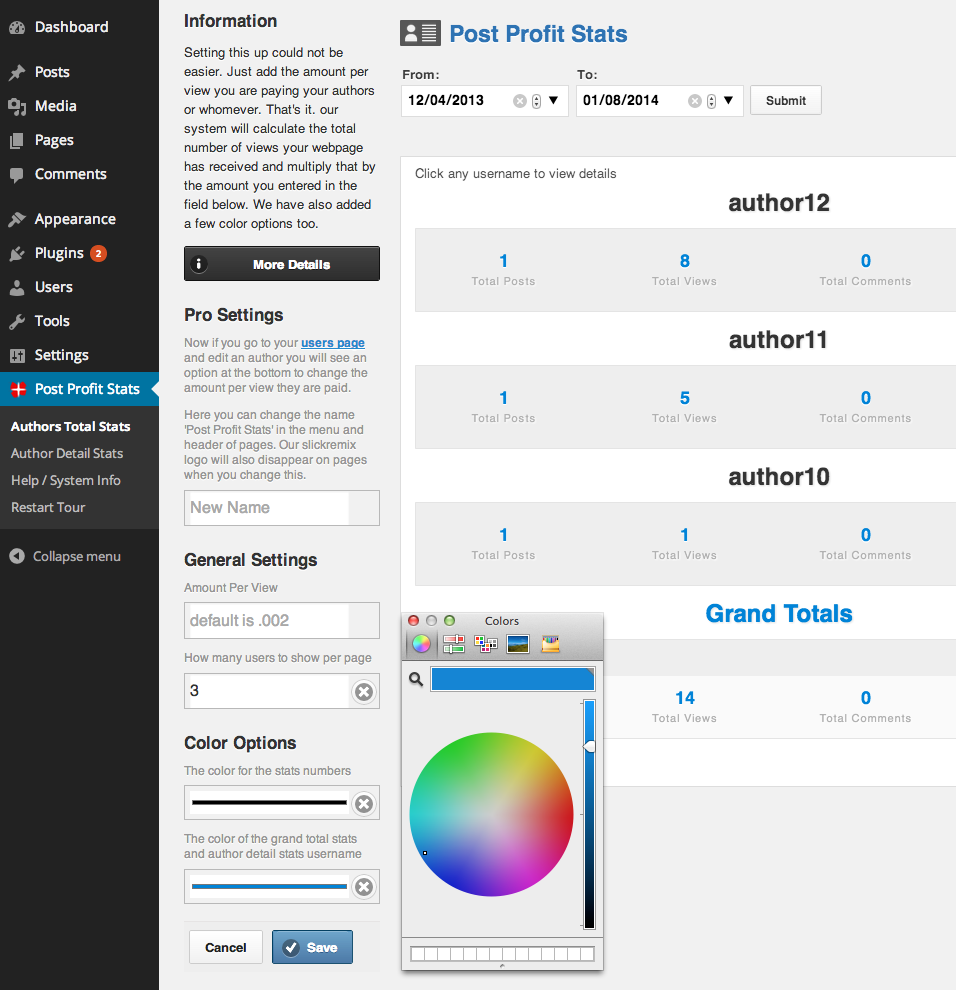 Dashboard
Posts
Media
Pages
Comments
Appearance
Plugins 2
Users
Tools
Settings
Post Profit Stats
Authors Total Stats
Author Detail Stats
Help / System Info
Restart Tour
Collapse menu
Information
Setting this up could not be
easier. Just add the amount per
view you are paying your authors
or whomever. That's it. our
system will calculate the total
number of views your webpage
has received and multiply that by
the amount you entered in the
field below. We have also added
a few color options too.
More Details
Pro Settings
Now if you go to your users page
and edit an author you will see an
option at the bottom to change the
amount per view they are paid.
Here you can change the name
'Post Profit Stats' in the menu and
header of pages. Our slickremix
logo will also disappear on pages
when you change this.
New Name
General Settings
Amount Per View
default is .002
How many users to show per page
3
Color Options
The color for the stats numbers
The color of the grand total stats
and author detail stats username
Cancel Save
Post Profit Stats
From: To:
12/04/2013 01/08/2014 Submit
Click any username to view details
author12
1 8 0
Total Posts Total Views Total Comments
author11
1 5 0
Total Posts Total Views Total Comments
author10
1 1 0
Total Posts Total Views Total Comments
Grand Totals
14 0
Total Views Total Comments
Colors